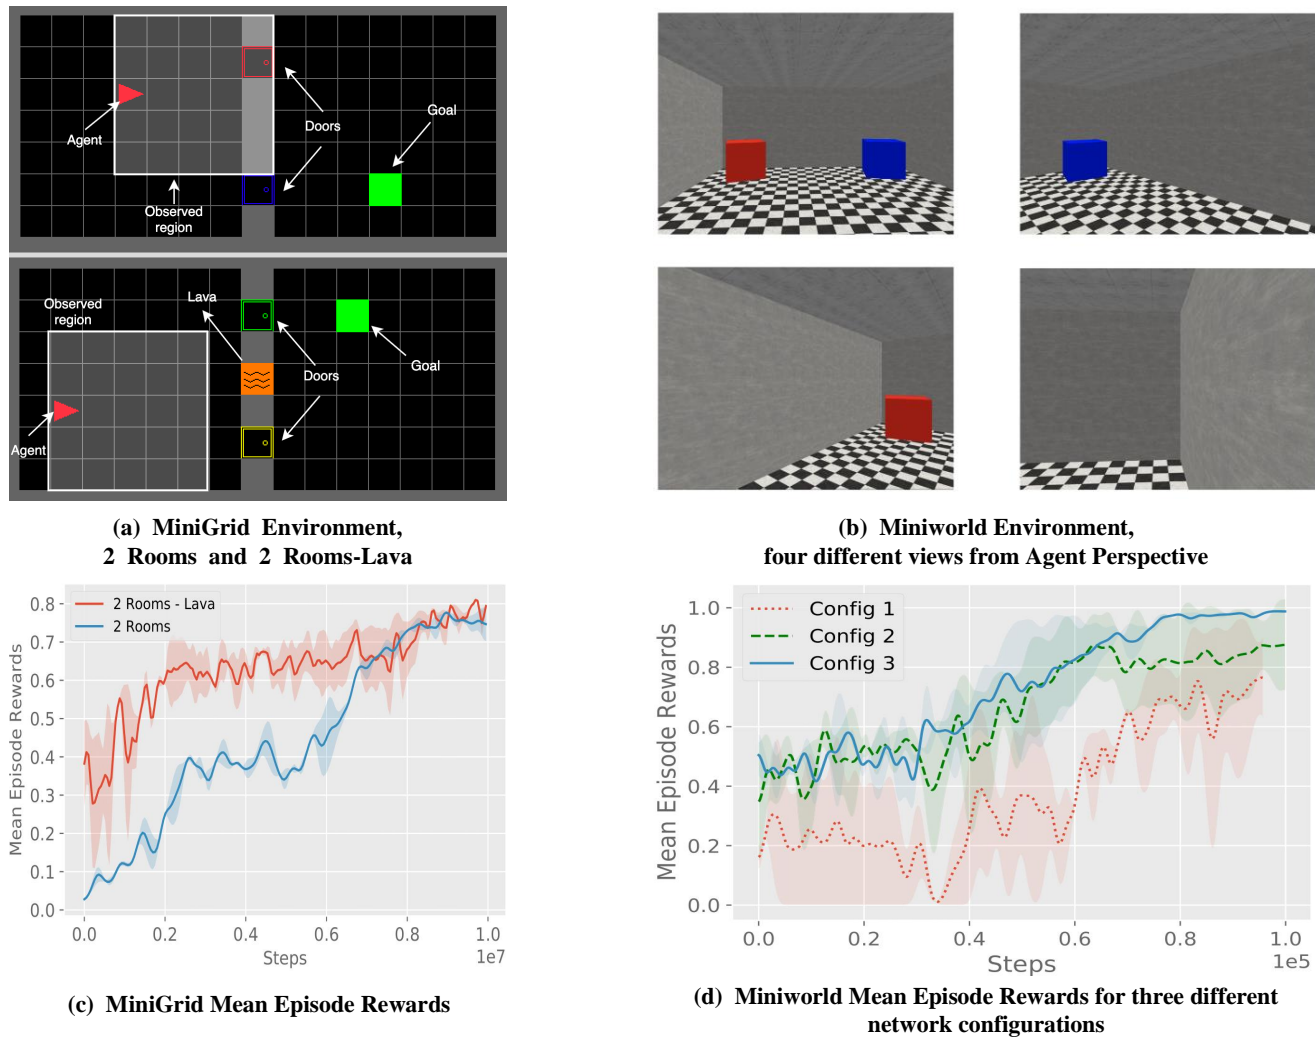 Agent
Doors
Goal
Observed
region
Observed
region
Lava
Doors
Goal
Agent
(a) MiniGrid Environment,
2 Rooms and 2 Rooms-Lava
(b) Miniworld Environment,
four different views from Agent Perspective
Mean Episode Rewards
0.8
0.7
0.6
0.5
0.4
0.3
0.2
0.1
0.0
2 Rooms - Lava
2 Rooms
0.0 0.2 0.4 0.6 0.8 1.0
1e7
Steps
(c) MiniGrid Mean Episode Rewards
Mean Episode Rewards
1.0
0.8
0.6
0.4
0.2
0.0
Config 1
Config 2
Config 3
0.0 0.2 0.4 0.6 0.8 1.0
1e5
Steps
(d) Miniworld Mean Episode Rewards for three different
network configurations